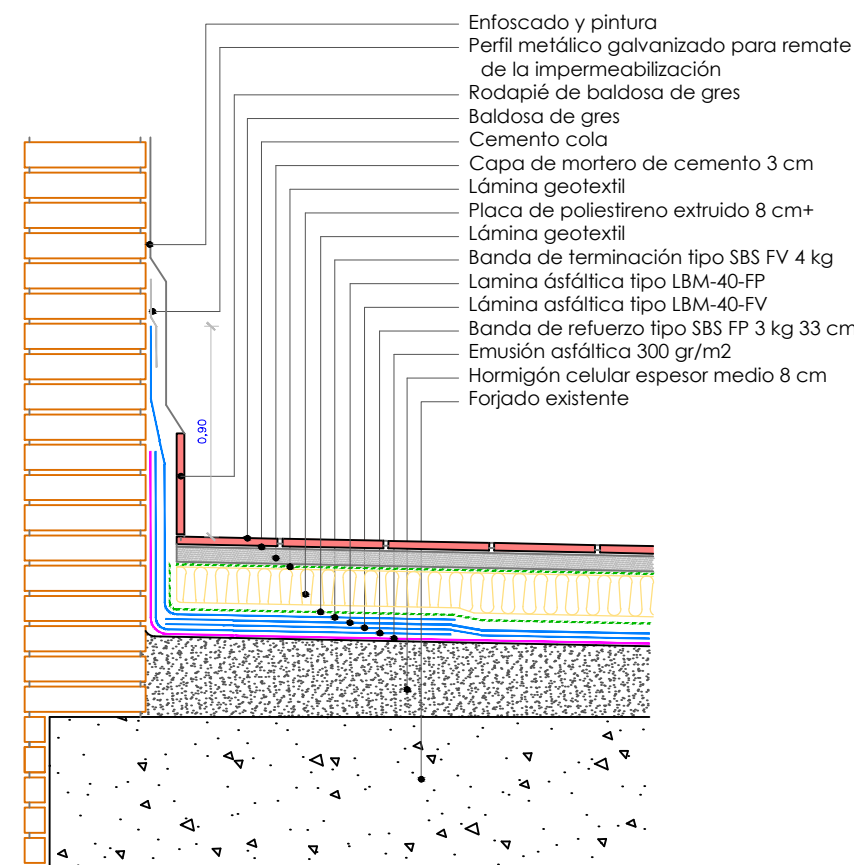 Enfoscado y pintura
Perfil metálico galvanizado para remate
de la impermeabilización
Rodapié de baldosa de gres
Baldosa de gres
Cemento cola
Capa de mortero de cemento 3 cm
Lámina geotextil
Placa de poliestireno extruido 8 cm+
Lámina geotextil
Banda de terminación tipo SBS FV 4 kg
Lamina ásfáltica tipo LBM-40-FP
Lámina asfáltica tipo LBM-40-FV
Banda de refuerzo tipo SBS FP 3 kg 33 cm
Emusión asfáltica 300 gr/m2
Hormigón celular espesor medio 8 cm
Forjado existente
0,90